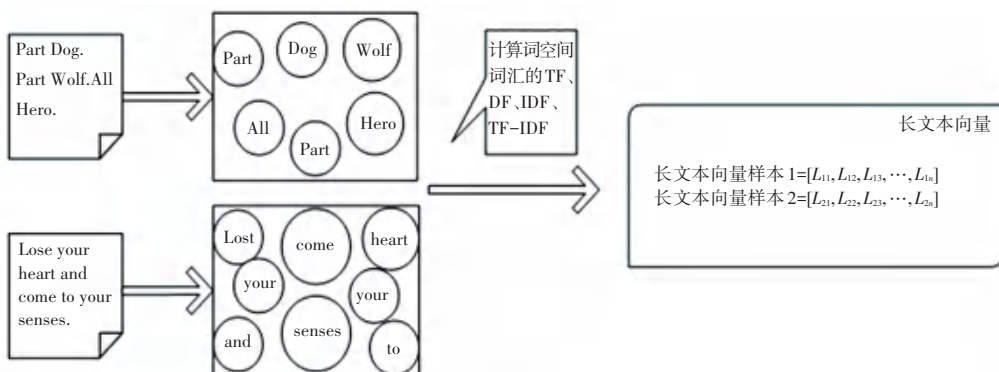 Part Dog.
Part Wolf.All
Hero.
Part
Dog
Wolf
All
Part
Hero
计算词空间
词汇的TF、
DF、IDF、
TF-IDF
长文本向量
长文本向量样本1=[L11,L12,L13,…,L1n]
长文本向量样本2=[L21,L22,L23,…,L2n]
Lose your
heart and
come to your
senses.
Lost
come
heart
your
your
and
senses
to